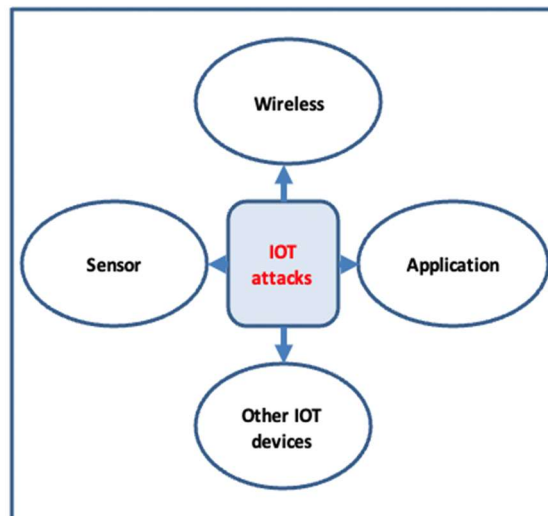 Wireless
Sensor
IOT
attacks
Application
Other IOT
devices